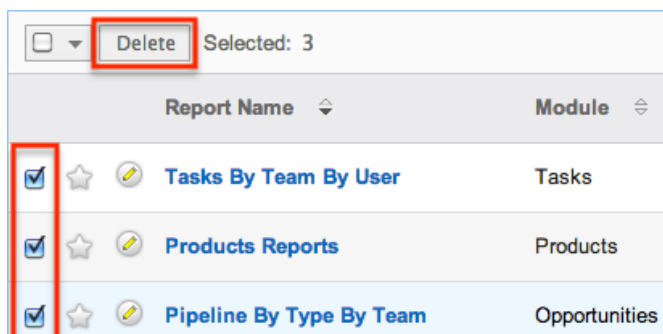 Delete Selected: 3
Report Name Module
Tasks By Team By User Tasks
Products Reports Products
Pipeline By Type By Team Opportunities